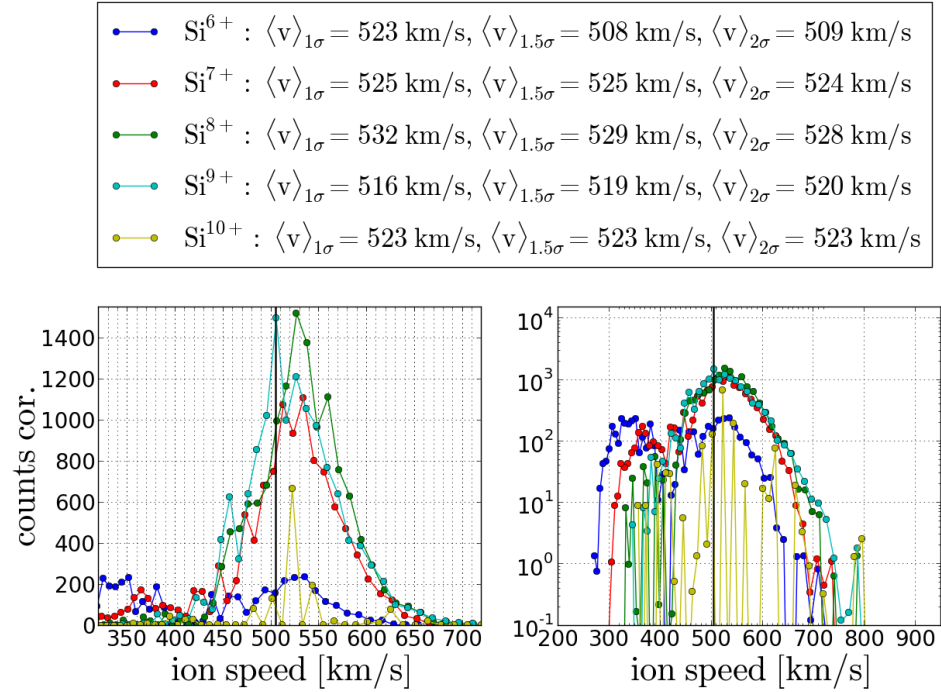 Si6+ : ⟨v⟩1σ = 523 km/s, ⟨v⟩1.5σ = 508 km/s, ⟨v⟩2σ = 509 km/s
Si7+ : ⟨v⟩1σ = 525 km/s, ⟨v⟩1.5σ = 525 km/s, ⟨v⟩2σ = 524 km/s
Si8+ : ⟨v⟩1σ = 532 km/s, ⟨v⟩1.5σ = 529 km/s, ⟨v⟩2σ = 528 km/s
Si9+ : ⟨v⟩1σ = 516 km/s, ⟨v⟩1.5σ = 519 km/s, ⟨v⟩2σ = 520 km/s
Si10+ : ⟨v⟩1σ = 523 km/s, ⟨v⟩1.5σ = 523 km/s, ⟨v⟩2σ = 523 km/s
counts cor.
1400
1200
1000
800
600
400
200
0
350 400 450 500 550 600 650 700
ion speed [km/s]
10^4
10^3
10^2
10^1
10^0
10^-1
200 300 400 500 600 700 800 900
ion speed [km/s]